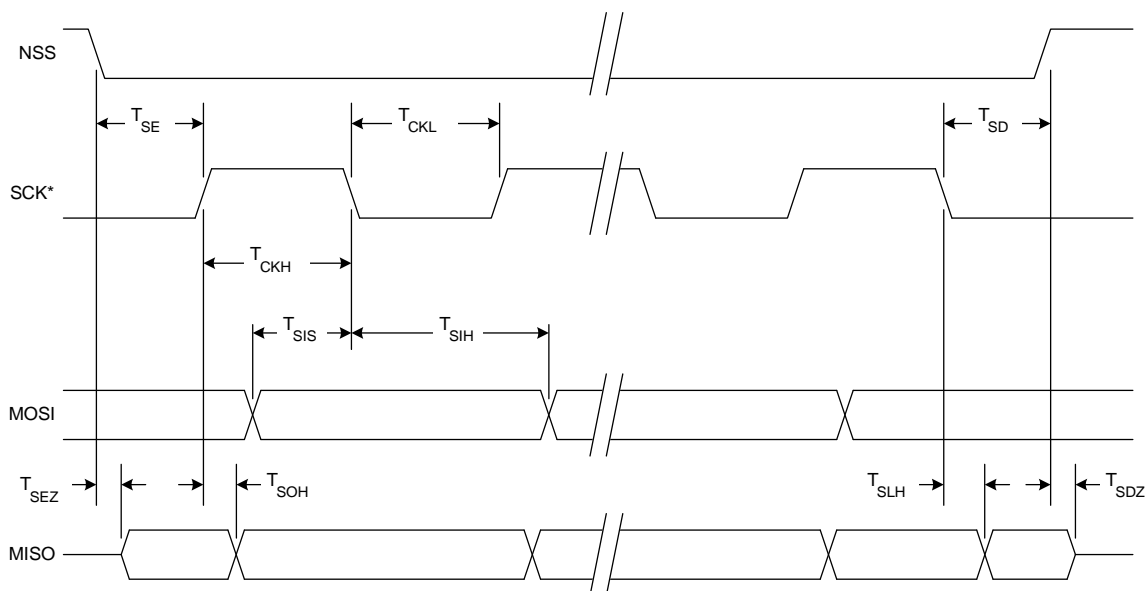 NSS
T_SE
T_CKL
T_SD
SCK*
T_CKH
T_SIS
T_SIH
MOSI
T_SEZ
T_SOH
T_SLH
T_SDZ
MISO